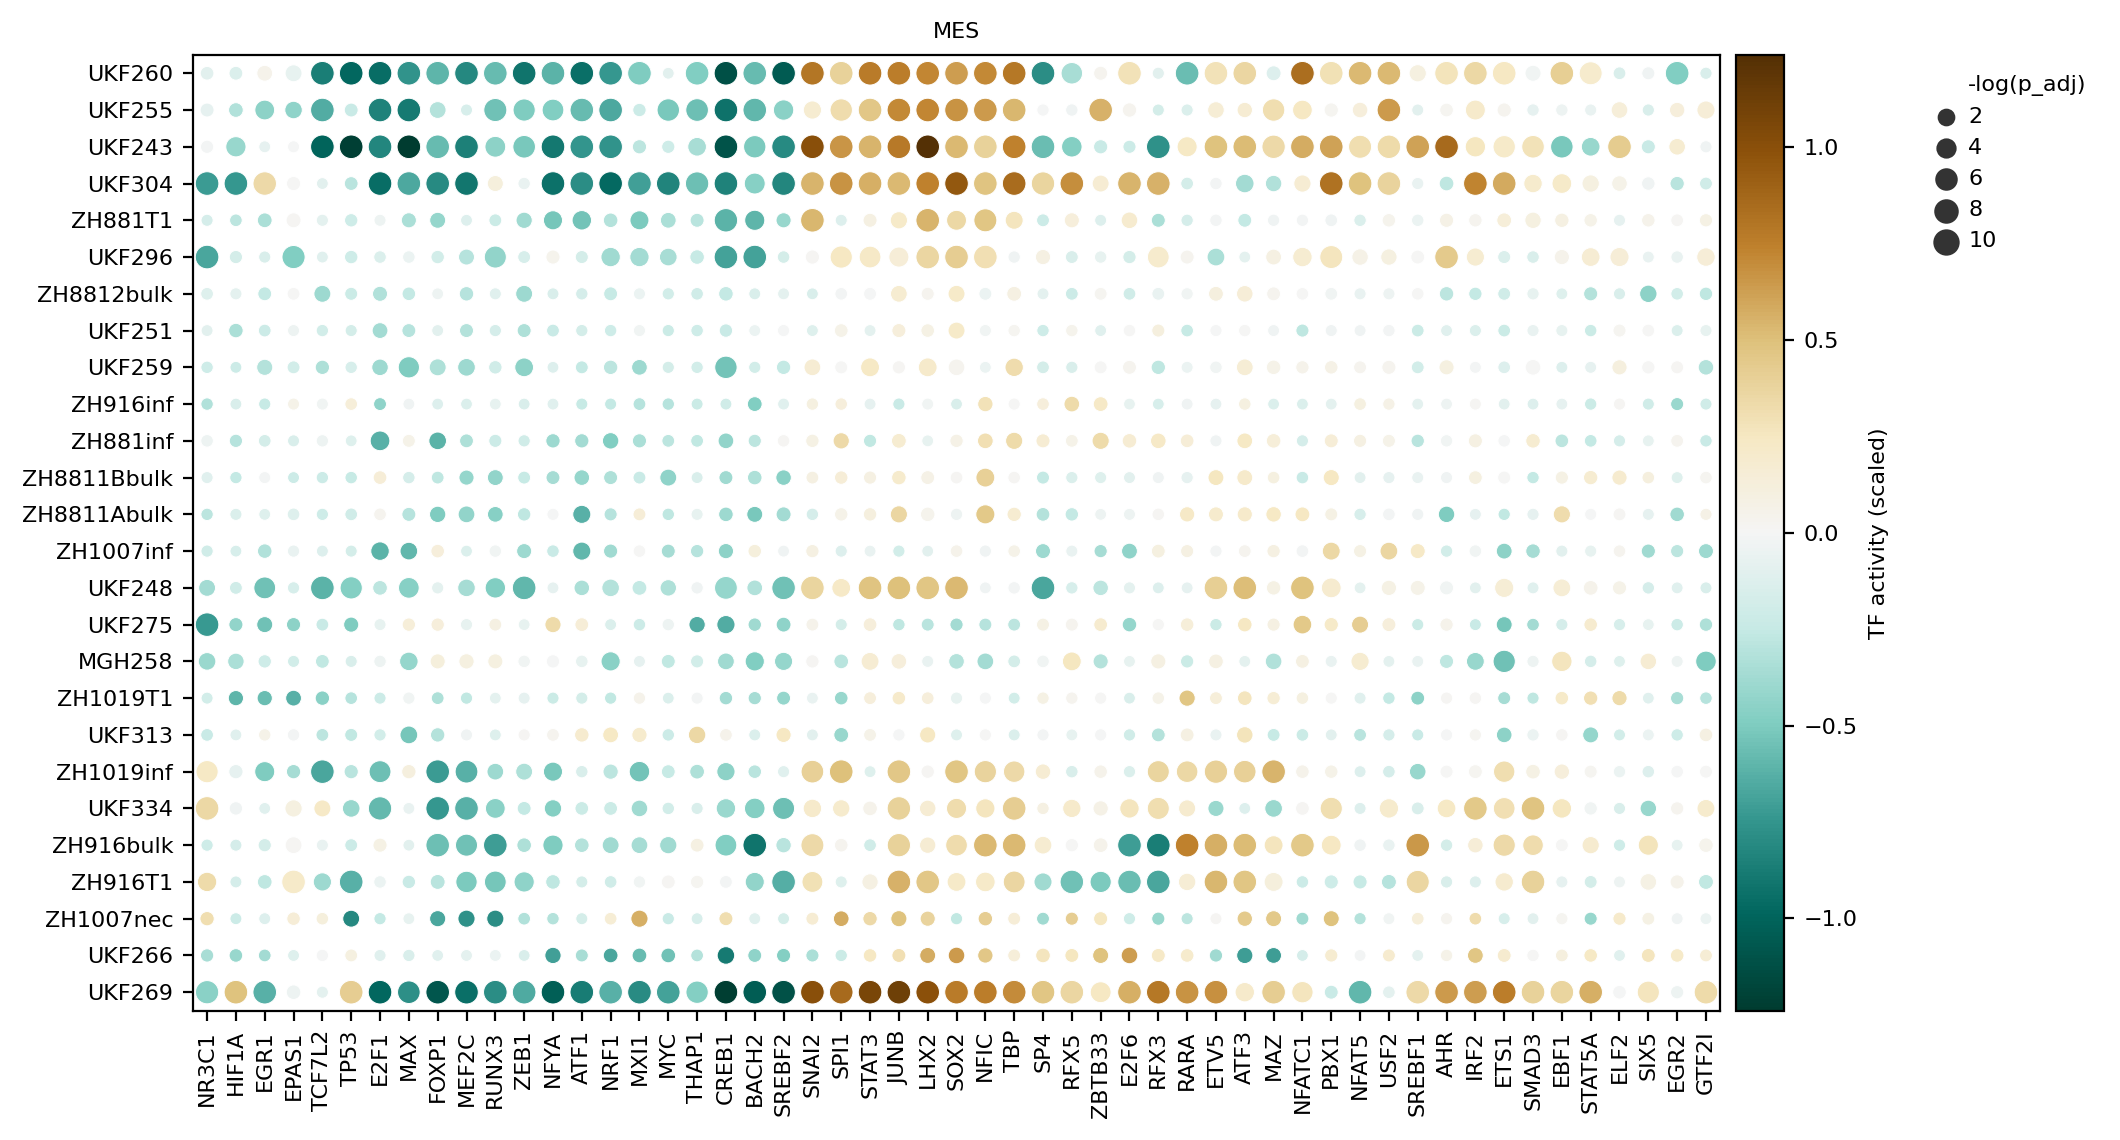 MES
UKF260
UKF255
UKF243
UKF304
ZH881T1
UKF296
ZH8812bulk
UKF251
UKF259
ZH916inf
ZH881inf
ZH8811Bbulk
ZH8811Abulk
ZH1007inf
UKF248
UKF275
MGH258
ZH1019T1
UKF313
ZH1019inf
UKF334
ZH916bulk
ZH916T1
ZH1007nec
UKF266
UKF269
NR3C1
HIF1A
EGR1
EPAS1
TCF7L2
TP53
E2F1
MAX
FOXP1
MEF2C
RUNX3
ZEB1
NFYA
ATF1
NRF1
MXI1
MYC
THAP1
CREB1
BACH2
SREBF2
SNAI2
SPI1
STAT3
JUNB
LHX2
SOX2
NFIC
TBP
SP4
RFX5
ZBTB33
E2F6
RFX3
RARA
ETV5
ATF3
MAZ
NFATC1
PBX1
NFAT5
USF2
SREBF1
AHR
IRF2
ETS1
SMAD3
EBF1
STAT5A
ELF2
SIX5
EGR2
GTF2I
1.0
0.5
0.0
−0.5
−1.0
TF activity (scaled)
-log(p_adj)
2
4
6
8
10